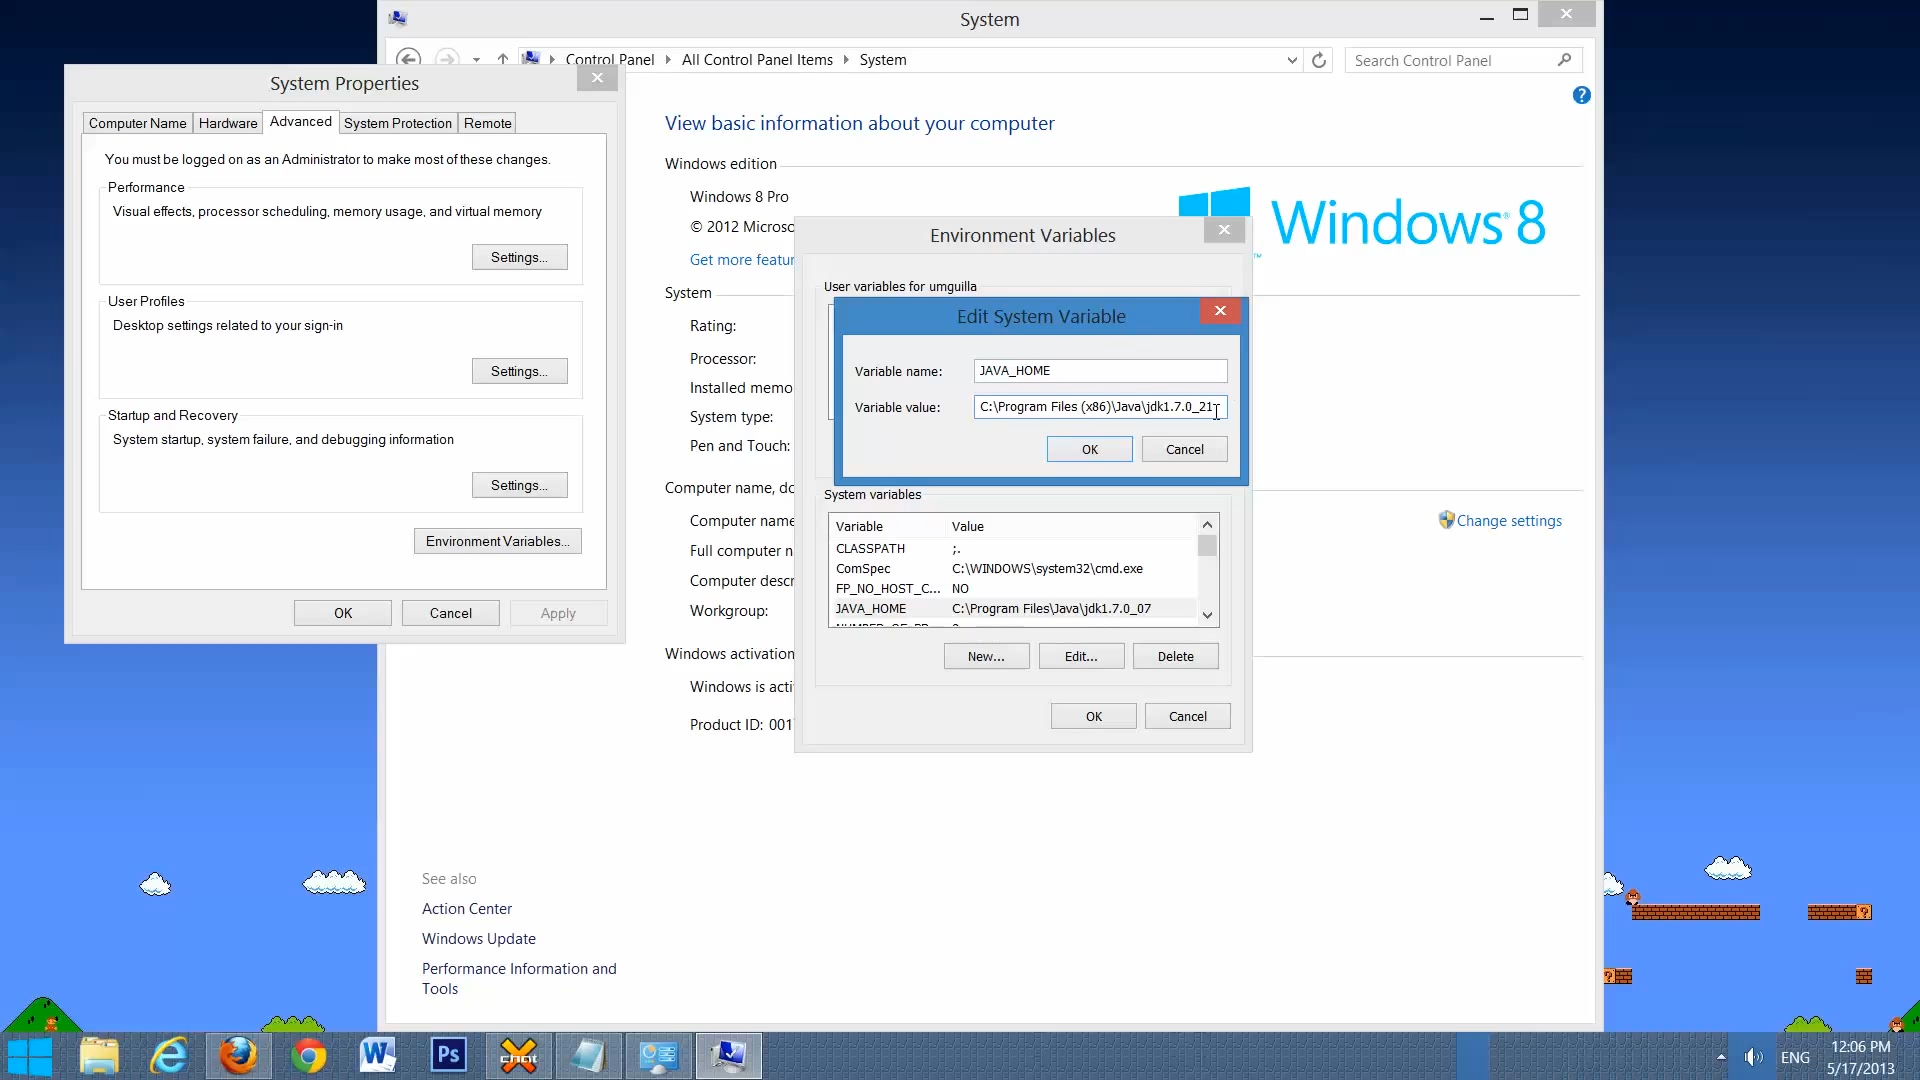 System
Control Panel
All Control Panel Items
System
Search Control Panel
System Properties
Computer Name
Hardware
Advanced
System Protection
Remote
You must be logged on as an Administrator to make most of these changes.
Performance
Visual effects, processor scheduling, memory usage, and virtual memory
Settings...
User Profiles
Desktop settings related to your sign-in
Settings...
Startup and Recovery
System startup, system failure, and debugging information
Settings...
Environment Variables...
OK
Cancel
Apply
View basic information about your computer
Windows edition
Windows 8 Pro
© 2012 Microso
Get more featur
Windows 8
System
Rating:
Processor:
Installed memo
System type:
Pen and Touch:
Computer name, do
Computer name
Full computer n
Computer descr
Workgroup:
Change settings
Windows activation
Windows is acti
Product ID: 001
Environment Variables
User variables for umguilla
Edit System Variable
Variable name:
JAVA_HOME
Variable value:
C:\Program Files (x86)\Java\jdk1.7.0_21
OK
Cancel
System variables
Variable Value
CLASSPATH ;.
ComSpec C:\WINDOWS\system32\cmd.exe
FP_NO_HOST_C... NO
JAVA_HOME C:\Program Files\Java\jdk1.7.0_07
New...
Edit...
Delete
OK
Cancel
See also
Action Center
Windows Update
Performance Information and
Tools
W
Ps
chat
ENG
12:06 PM
5/17/2013